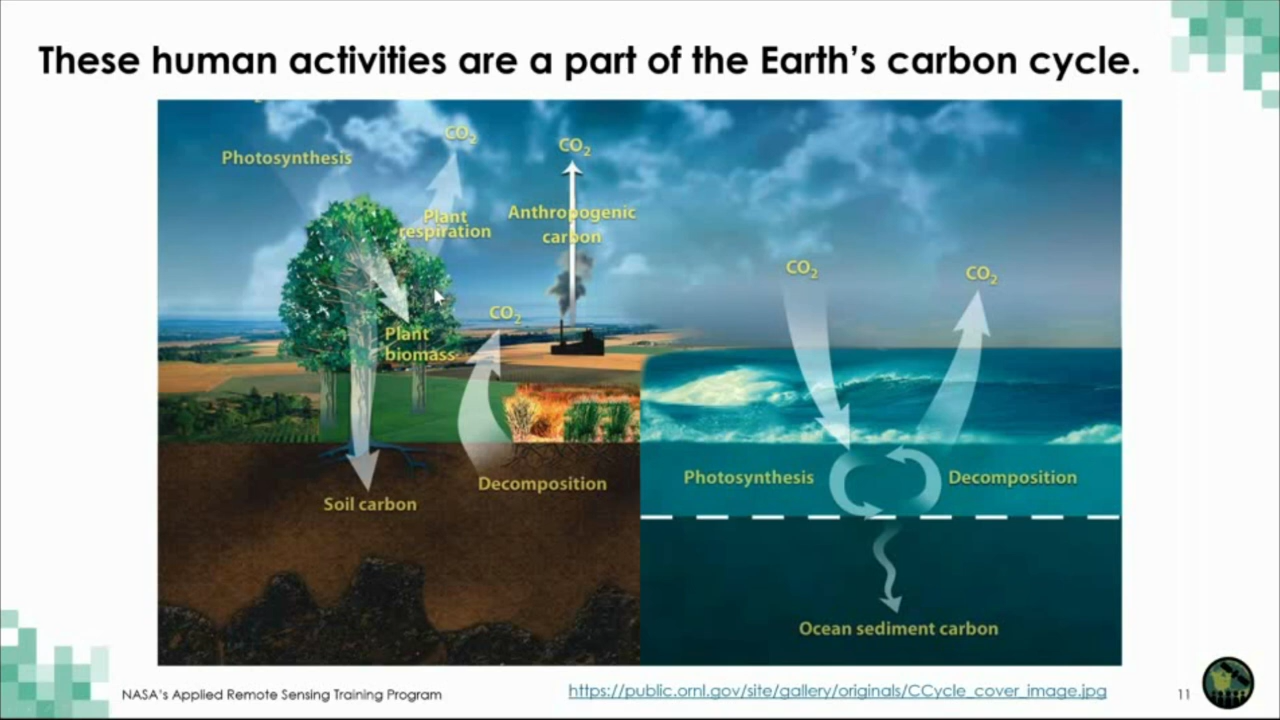 These human activities are a part of the Earth's carbon cycle.
Photosynthesis
CO₂
CO₂
Plant
respiration
Anthropogenic
carbon
CO₂
Plant
biomass
Soil carbon
Decomposition
CO₂
CO₂
Photosynthesis
Decomposition
Ocean sediment carbon
NASA's Applied Remote Sensing Training Program
https://public.ornl.gov/site/gallery/originals/CCycle_cover_image.jpg
11